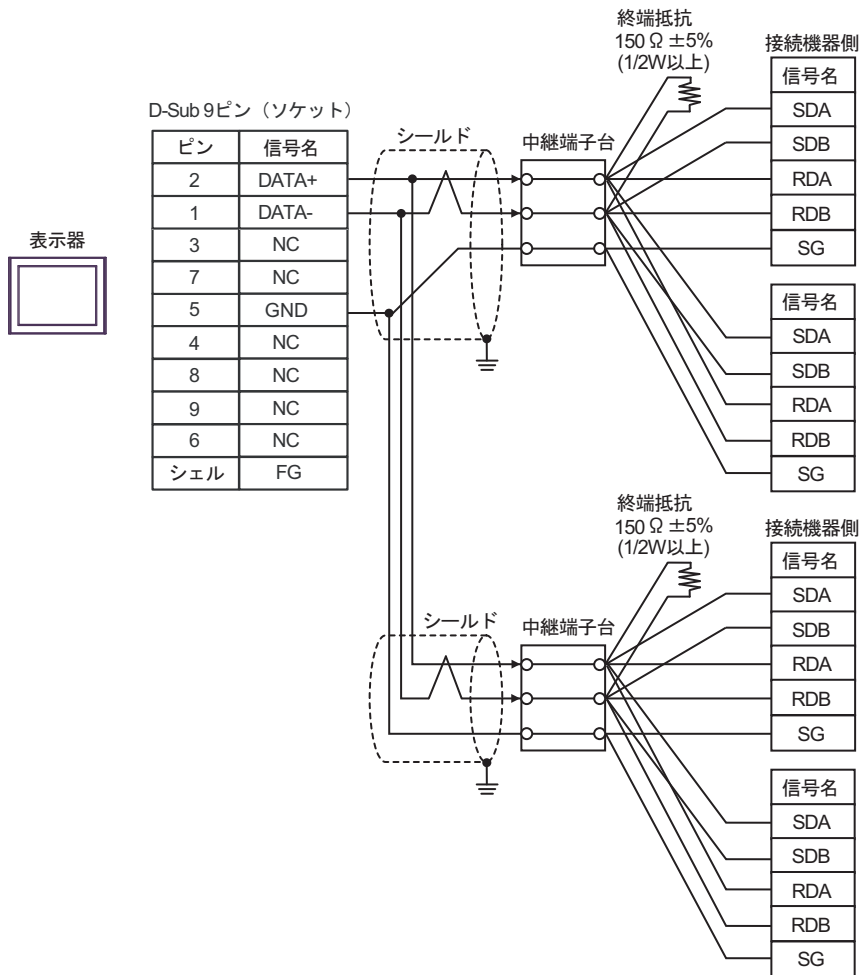 終端抵抗
150 Ω ±5%
(1/2W以上)
接続機器側
信号名
SDA
SDB
RDA
RDB
SG
D-Sub 9ピン（ソケット）
ピン 信号名
2 DATA+
1 DATA-
3 NC
7 NC
5 GND
4 NC
8 NC
9 NC
6 NC
シェル FG
表示器
シールド
中継端子台
信号名
SDA
SDB
RDA
RDB
SG
終端抵抗
150 Ω ±5%
(1/2W以上)
接続機器側
信号名
SDA
SDB
RDA
RDB
SG
シールド
中継端子台
信号名
SDA
SDB
RDA
RDB
SG